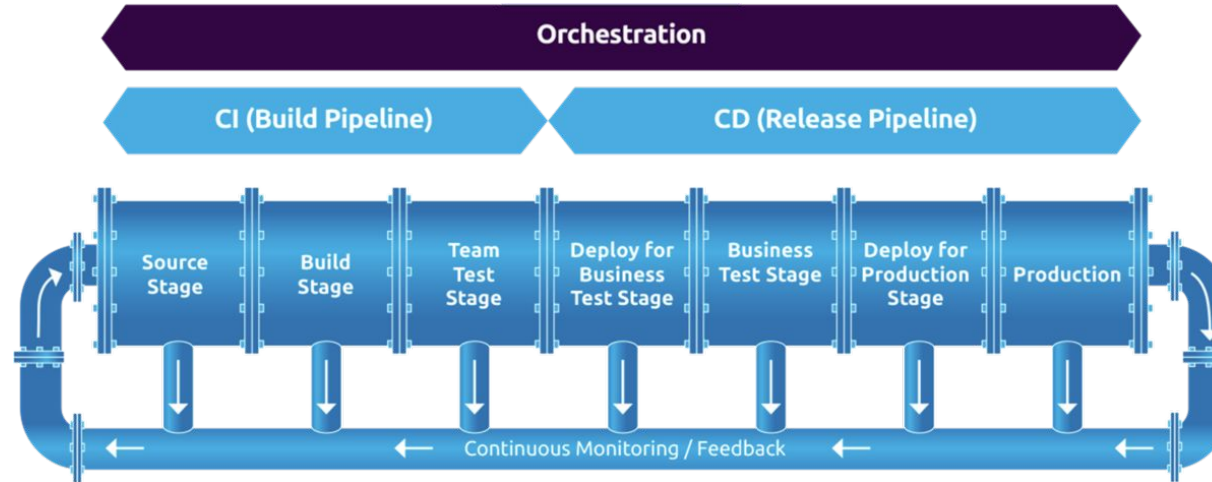 Orchestration
CI (Build Pipeline)
CD (Release Pipeline)
Source
Stage
Build
Stage
Team
Test
Stage
Deploy for
Business
Test Stage
Business
Test Stage
Deploy for
Production
Stage
Production
Continuous Monitoring / Feedback